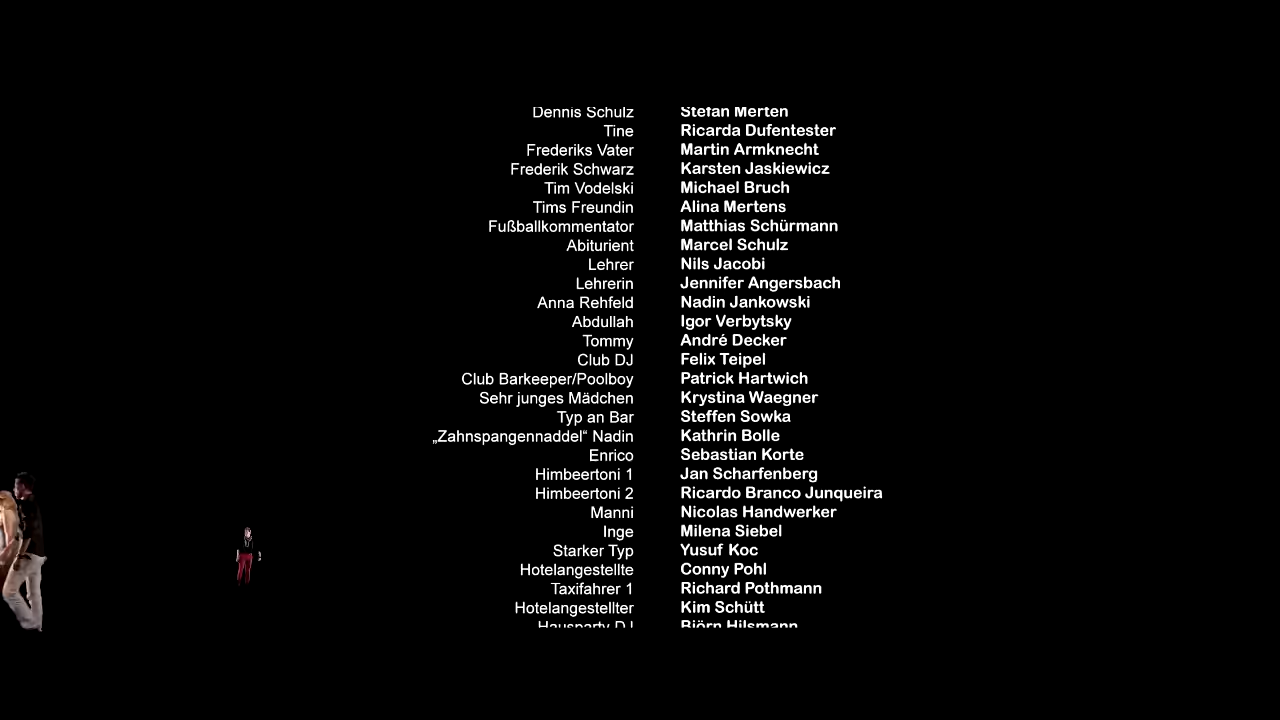 Dennis Schulz Stefan Merten
Tine Ricarda Dufentester
Frederiks Vater Martin Armknecht
Frederik Schwarz Karsten Jaskiewicz
Tim Vodelski Michael Bruch
Tims Freundin Alina Mertens
Fußballkommentator Matthias Schürmann
Abiturient Marcel Schulz
Lehrer Nils Jacobi
Lehrerin Jennifer Angersbach
Anna Rehfeld Nadin Jankowski
Abdullah Igor Verbytsky
Tommy André Decker
Club DJ Felix Teipel
Club Barkeeper/Poolboy Patrick Hartwich
Sehr junges Mädchen Krystina Waegner
Typ an Bar Steffen Sowka
„Zahnspangennaddel“ Nadin Kathrin Bolle
Enrico Sebastian Korte
Himbeertoni 1 Jan Scharfenberg
Himbeertoni 2 Ricardo Branco Junqueira
Manni Nicolas Handwerker
Inge Milena Siebel
Starker Typ Yusuf Koc
Hotelangestellte Conny Pohl
Taxifahrer 1 Richard Pothmann
Hotelangestellter Kim Schütt
Hausparty DJ Björn Hilsmann